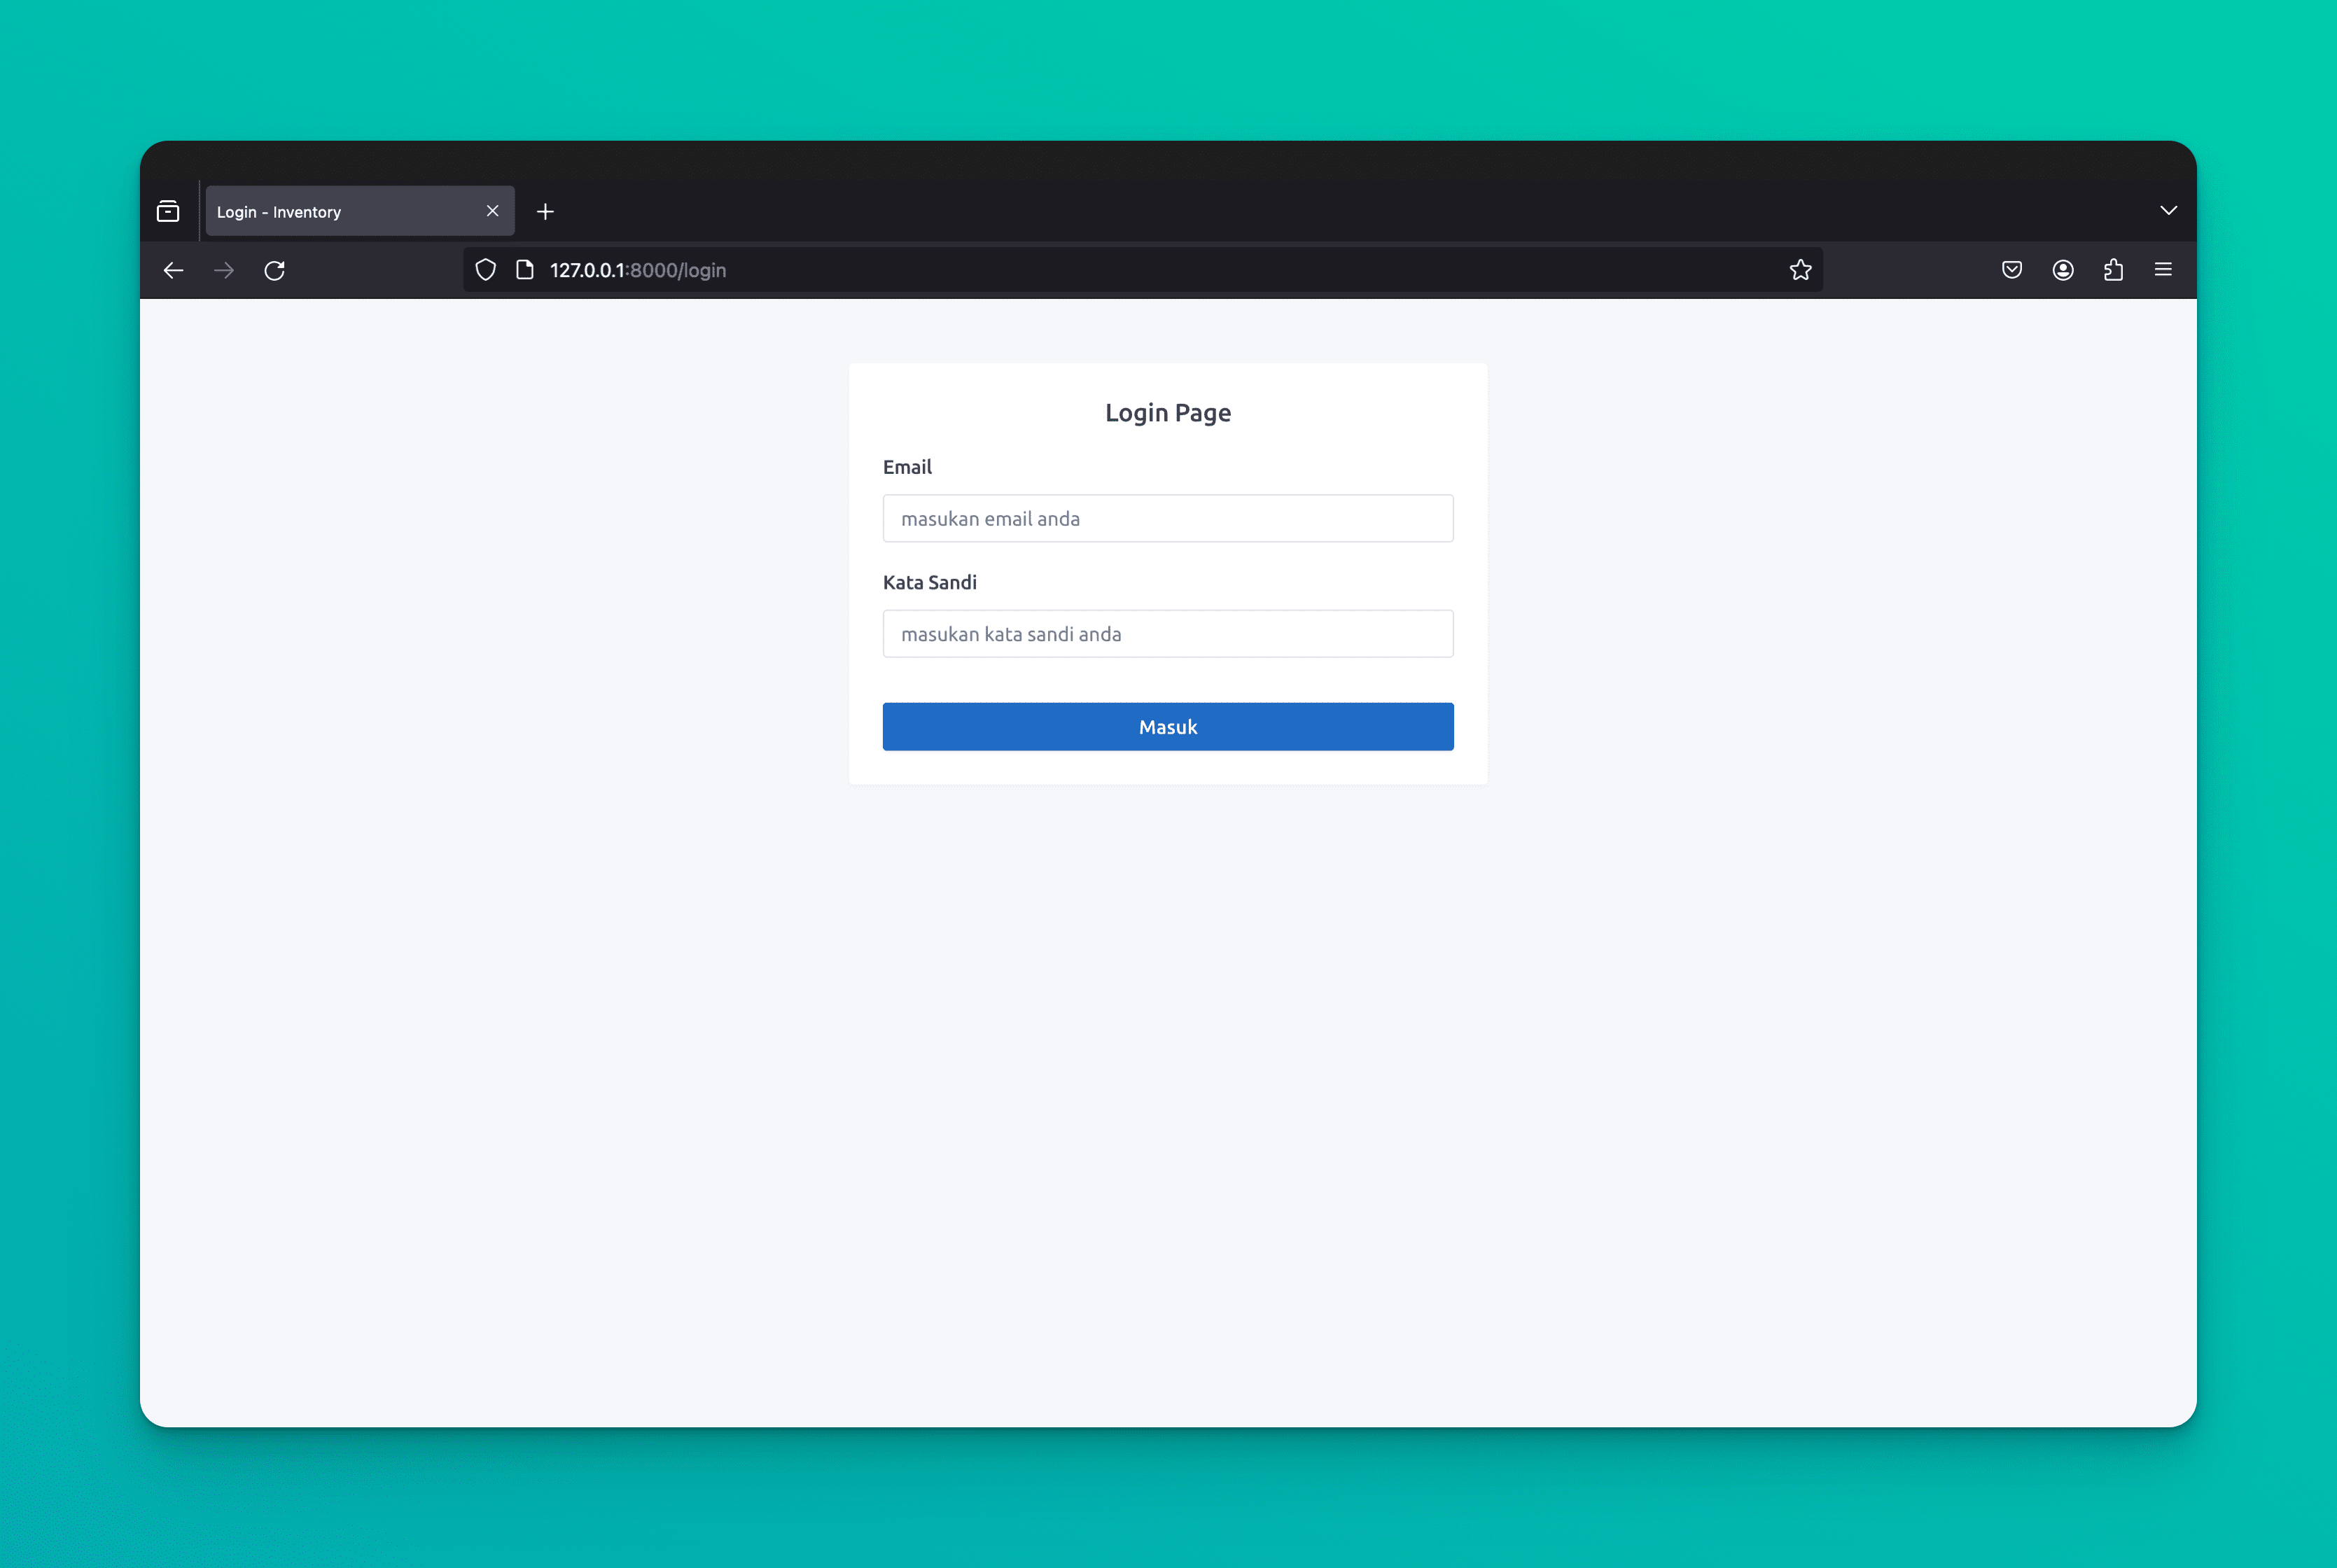 Login - Inventory
127.0.0.1:8000/login
Login Page
Email
masukan email anda
Kata Sandi
masukan kata sandi anda
Masuk